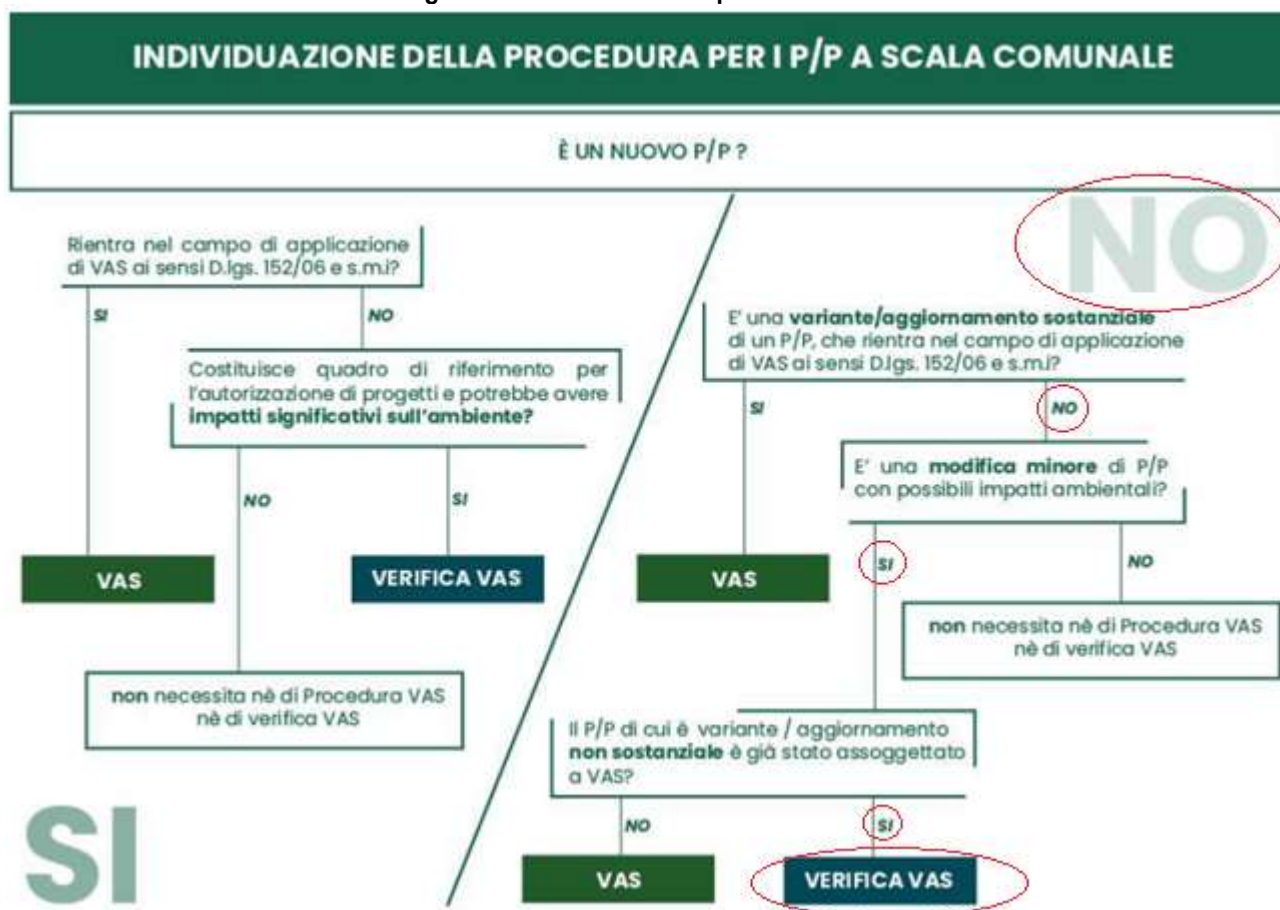 INDIVIDUAZIONE DELLA PROCEDURA PER I P/P A SCALA COMUNALE
È UN NUOVO P/P ?
Rientra nel campo di applicazione
di VAS ai sensi D.lgs. 152/06 e s.m.i?
SI
NO
Costituisce quadro di riferimento per
l'autorizzazione di progetti e potrebbe avere
impatti significativi sull'ambiente?
NO
SI
VAS
VERIFICA VAS
non necessita nè di Procedura VAS
nè di verifica VAS
SI
NO
E' una variante/aggiornamento sostanziale
di un P/P, che rientra nel campo di applicazione
di VAS ai sensi D.lgs. 152/06 e s.m.i?
SI
NO
E' una modifica minore di P/P
con possibili impatti ambientali?
SI
NO
VAS
non necessita nè di Procedura VAS
nè di verifica VAS
Il P/P di cui è variante / aggiornamento
non sostanziale è già stato assoggettato
a VAS?
NO
SI
VAS
VERIFICA VAS